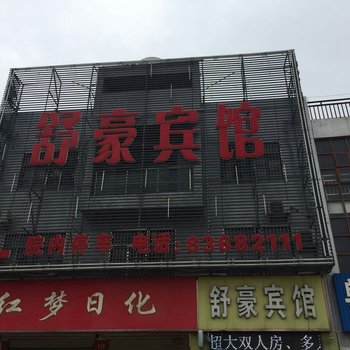 舒豪宾馆
院内停车 电话:83682111
红梦日化
舒豪宾馆
超大双人房、多